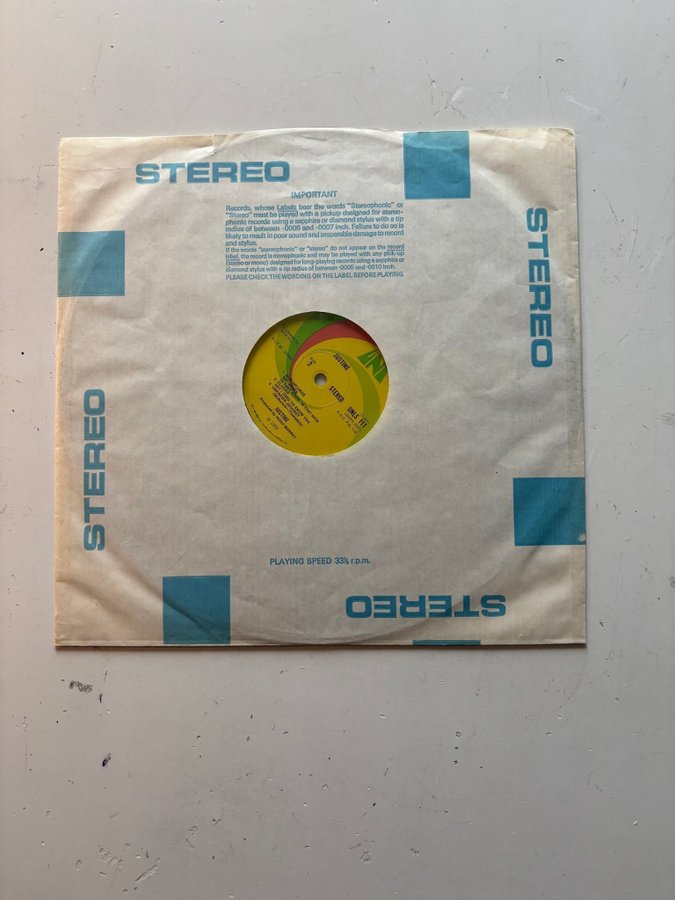 STEREO
IMPORTANT
Records, whose Labels bear the words "Stereophonic" or
"Stereo" must be played with a pickup designed for stereo-
phonic records using a sapphire or diamond stylus with a tip
radius of between ·0005 and ·0007 inch. Failure to do so is
likely to result in poor sound and irreparable damage to record
and stylus.
If the words "stereophonic" or "stereo" do not appear on the record
label, the record is monophonic and may be played with any pick-up
(stereo or mono) designed for long-playing records using a sapphire or
diamond stylus with a tip radius of between ·0005 and ·0010 inch.
PLEASE CHECK THE WORDING ON THE LABEL BEFORE PLAYING.
STEREO
STEREO
UNI
JUSTINE
2
STEREO
UNLS 111
JUSTINE
PLAYING SPEED 33⅓ r.p.m.
STEREO